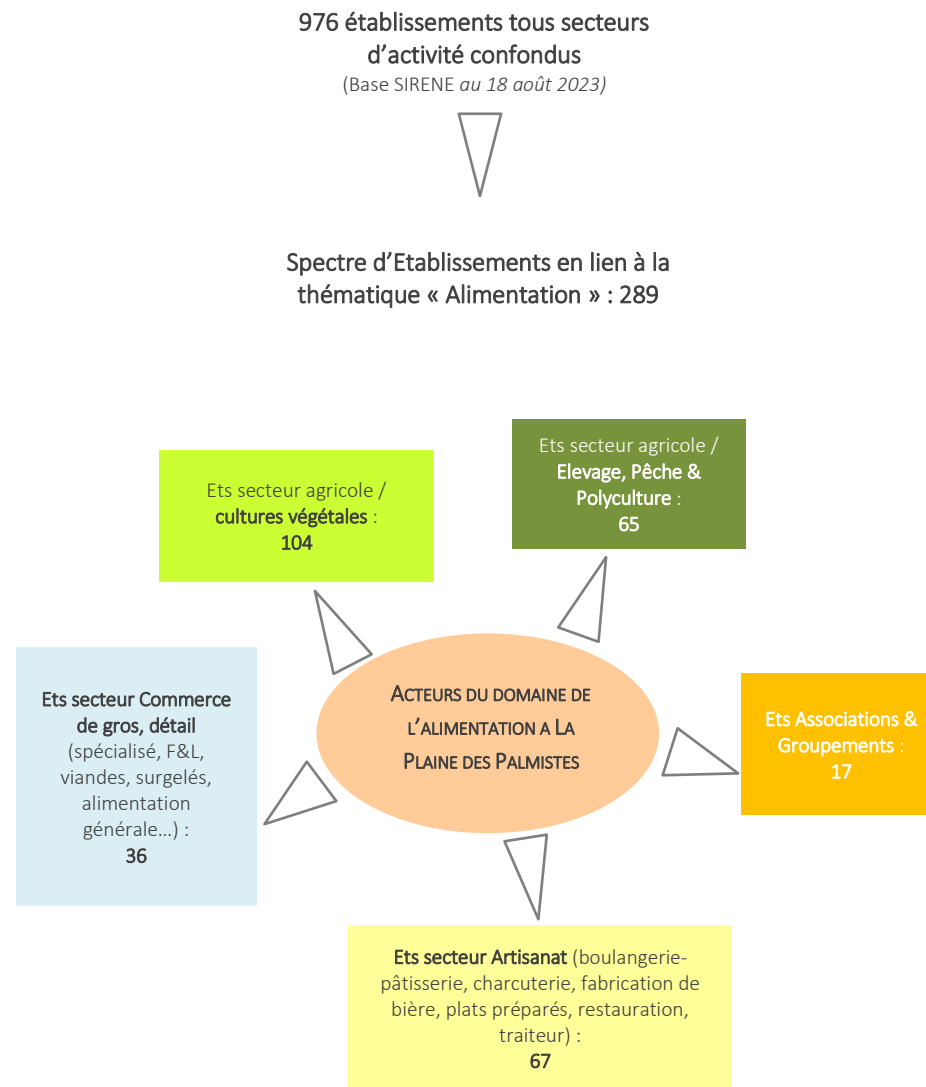 976 établissements tous secteurs
d’activité confondus
(Base SIRENE au 18 août 2023)
Spectre d’Etablissements en lien à la
thématique « Alimentation » : 289
Ets secteur agricole /
Elevage, Pêche &
Polyculture :
65
Ets secteur agricole /
cultures végétales :
104
Ets secteur Commerce
de gros, détail
(spécialisé, F&L,
viandes, surgelés,
alimentation
générale…) :
36
ACTEURS DU DOMAINE DE
L’ALIMENTATION A LA
PLAINE DES PALMISTES
Ets Associations &
Groupements :
17
Ets secteur Artisanat (boulangerie-
pâtisserie, charcuterie, fabrication de
bière, plats préparés, restauration,
traiteur) :
67